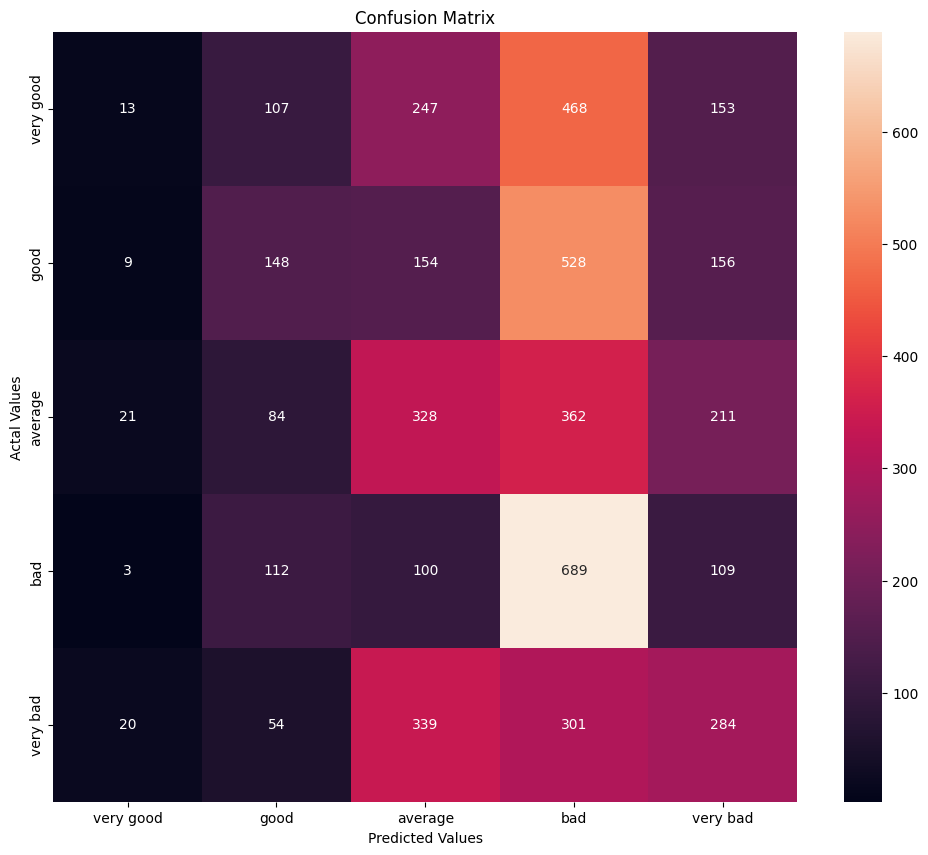 Confusion Matrix
very good 13 107 247 468 153
good 9 148 154 528 156
average 21 84 328 362 211
bad 3 112 100 689 109
very bad 20 54 339 301 284
Actal Values
very good good average bad very bad
Predicted Values
600
500
400
300
200
100